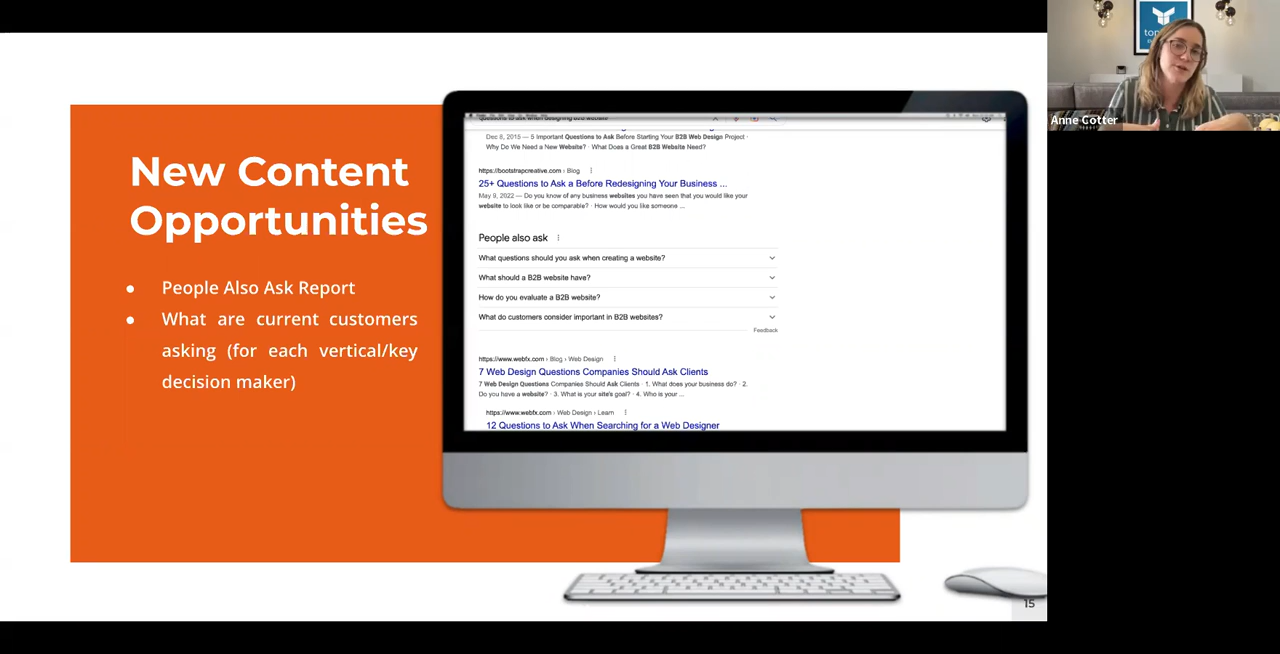 New Content
Opportunities
● People Also Ask Report
● What are current customers
asking (for each vertical/key
decision maker)
questions to ask when designing b2b website
Dec 8, 2015 — 5 Important Questions to Ask Before Starting Your B2B Web Design Project ·
Why Do We Need a New Website? · What Does a Great B2B Website Need?
https://bootstrapcreative.com › Blog
25+ Questions to Ask a Before Redesigning Your Business ...
May 9, 2022 — Do you know of any business websites you have seen that you would like your
website to look like or be comparable? · How would you like someone ...
People also ask
What questions should you ask when creating a website?
What should a B2B website have?
How do you evaluate a B2B website?
What do customers consider important in B2B websites?
Feedback
https://www.webfx.com › Blog › Web Design
7 Web Design Questions Companies Should Ask Clients
7 Web Design Questions Companies Should Ask Clients · 1. What does your business do? · 2.
Do you have a website? · 3. What is your site's goal? · 4. Who is your ...
https://www.webfx.com › Web Design › Learn
12 Questions to Ask When Searching for a Web Designer
15
Anne Cotter